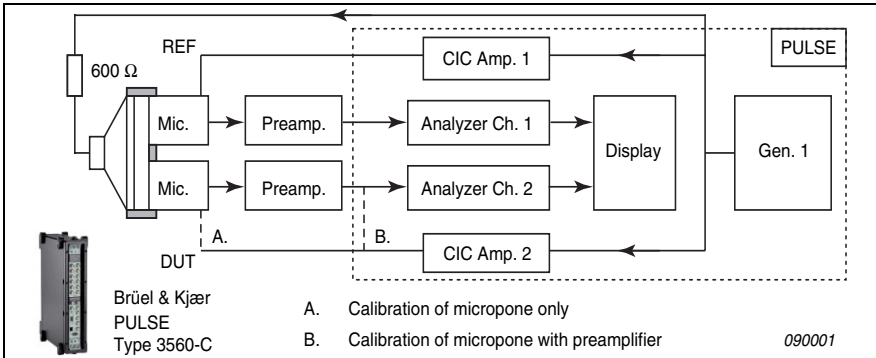 PULSE
REF
CIC Amp. 1
600 Ω
Mic. Preamp. Analyzer Ch. 1
Display Gen. 1
Mic. Preamp. Analyzer Ch. 2
A. B.
CIC Amp. 2
DUT
Brüel & Kjær
PULSE
Type 3560-C
A. Calibration of micropone only
B. Calibration of micropone with preamplifier
090001